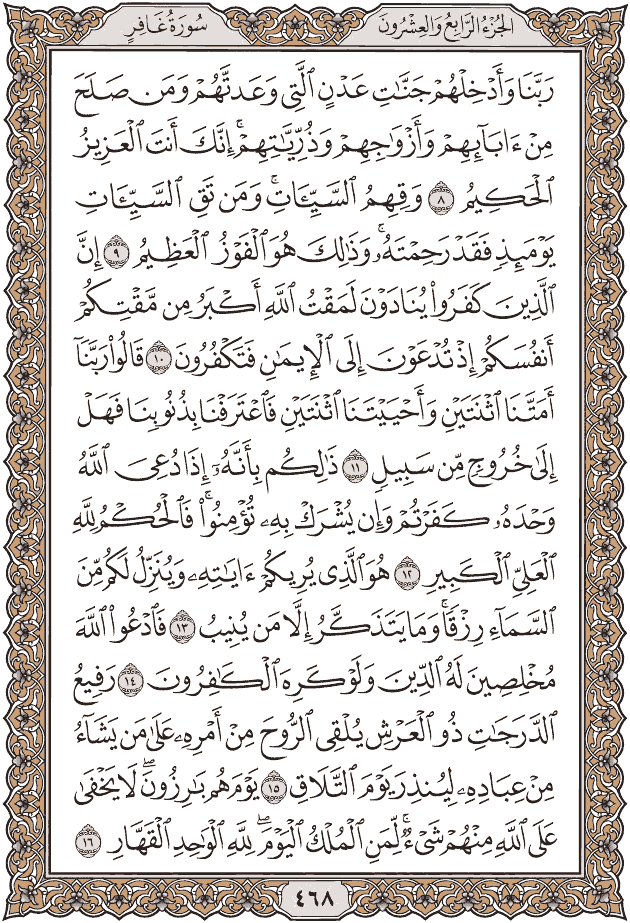 الجُزْءُ الرَّابِعُ وَالعِشْرُونَ
سُورَةُ غَافِرٍ
رَبَّنَا وَأَدْخِلْهُمْ جَنَّٰتِ عَدْنٍ ٱلَّتِى وَعَدتَّهُمْ وَمَن صَلَحَ
مِنْ ءَابَآئِهِمْ وَأَزْوَٰجِهِمْ وَذُرِّيَّٰتِهِمْ ۚ إِنَّكَ أَنتَ ٱلْعَزِيزُ
ٱلْحَكِيمُ ٨ وَقِهِمُ ٱلسَّيِّـَٔاتِ ۚ وَمَن تَقِ ٱلسَّيِّـَٔاتِ
يَوْمَئِذٍ فَقَدْ رَحِمْتَهُۥ ۚ وَذَٰلِكَ هُوَ ٱلْفَوْزُ ٱلْعَظِيمُ ٩ إِنَّ
ٱلَّذِينَ كَفَرُوا۟ يُنَادَوْنَ لَمَقْتُ ٱللَّهِ أَكْبَرُ مِن مَّقْتِكُمْ
أَنفُسَكُمْ إِذْ تُدْعَوْنَ إِلَى ٱلْإِيمَٰنِ فَتَكْفُرُونَ ١٠ قَالُوا۟ رَبَّنَآ
أَمَتَّنَا ٱثْنَتَيْنِ وَأَحْيَيْتَنَا ٱثْنَتَيْنِ فَٱعْتَرَفْنَا بِذُنُوبِنَا فَهَلْ
إِلَىٰ خُرُوجٍ مِّن سَبِيلٍ ١١ ذَٰلِكُم بِأَنَّهُۥٓ إِذَا دُعِىَ ٱللَّهُ
وَحْدَهُۥ كَفَرْتُمْ وَإِن يُشْرَكْ بِهِۦ تُؤْمِنُوا۟ ۚ فَٱلْحُكْمُ لِلَّهِ
ٱلْعَلِىِّ ٱلْكَبِيرِ ١٢ هُوَ ٱلَّذِى يُرِيكُمْ ءَايَٰتِهِۦ وَيُنَزِّلُ لَكُم مِّنَ
ٱلسَّمَآءِ رِزْقًا ۚ وَمَا يَتَذَكَّرُ إِلَّا مَن يُنِيبُ ١٣ فَٱدْعُوا۟ ٱللَّهَ
مُخْلِصِينَ لَهُ ٱلدِّينَ وَلَوْ كَرِهَ ٱلْكَٰفِرُونَ ١٤ رَفِيعُ
ٱلدَّرَجَٰتِ ذُو ٱلْعَرْشِ يُلْقِى ٱلرُّوحَ مِنْ أَمْرِهِۦ عَلَىٰ مَن يَشَآءُ
مِنْ عِبَادِهِۦ لِيُنذِرَ يَوْمَ ٱلتَّلَاقِ ١٥ يَوْمَ هُم بَٰرِزُونَ ۖ لَا يَخْفَىٰ
عَلَى ٱللَّهِ مِنْهُمْ شَىْءٌ ۚ لِّمَنِ ٱلْمُلْكُ ٱلْيَوْمَ ۖ لِلَّهِ ٱلْوَٰحِدِ ٱلْقَهَّارِ ١٦
٤٦٨